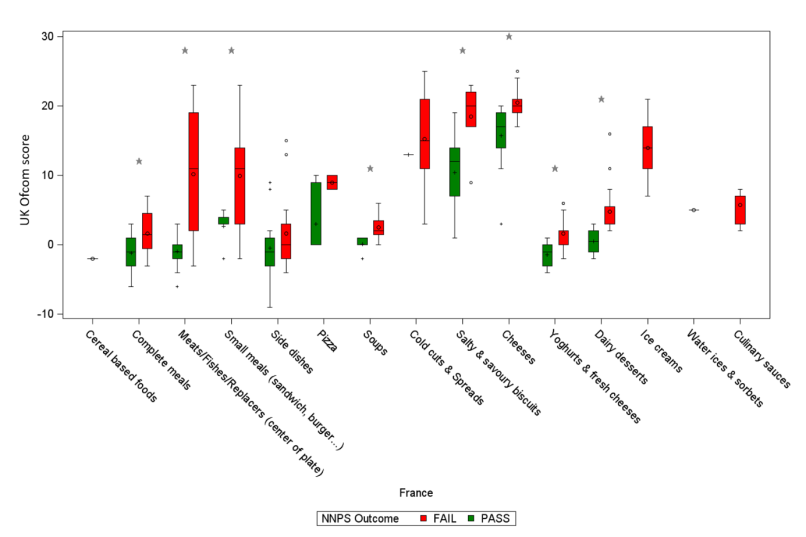 30
20
10
0
-10
UK Ofcom score
Cereal based foods
Complete meals
Meats/Fishes/Replacers (center of plate)
Small meals (sandwich, burger...)
Side dishes
Pizza
Soups
Cold cuts & Spreads
Salty & savoury biscuits
Cheeses
Yoghurts & fresh cheeses
Dairy desserts
Ice creams
Water ices & sorbets
Culinary sauces
France
NNPS Outcome FAIL PASS